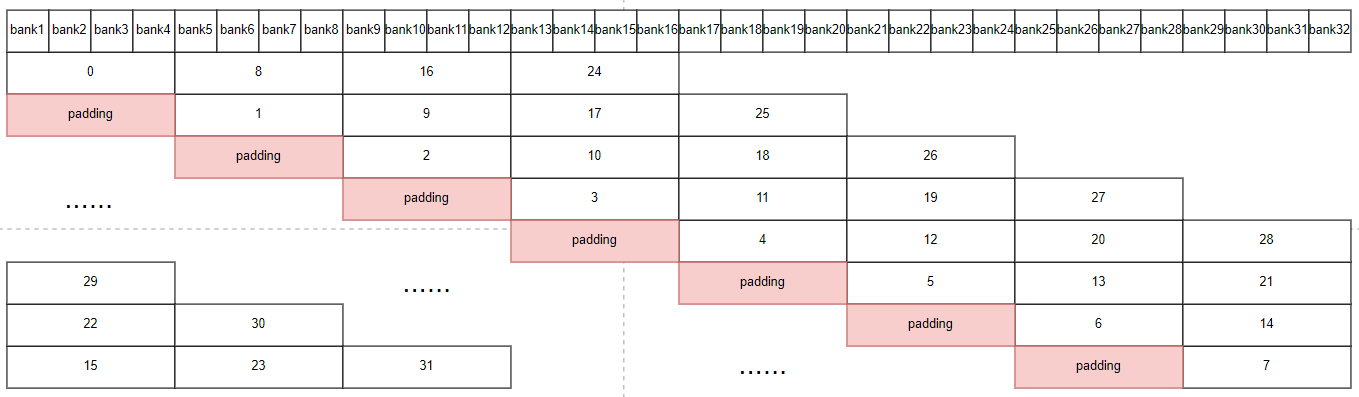 bank1 bank2 bank3 bank4 bank5 bank6 bank7 bank8 bank9 bank10 bank11 bank12 bank13 bank14 bank15 bank16 bank17 bank18 bank19 bank20 bank21 bank22 bank23 bank24 bank25 bank26 bank27 bank28 bank29 bank30 bank31 bank32
0 8 16 24
padding 1 9 17 25
padding 2 10 18 26
...... padding 3 11 19 27
padding 4 12 20 28
29 ...... padding 5 13 21
22 30 padding 6 14
15 23 31 ...... padding 7